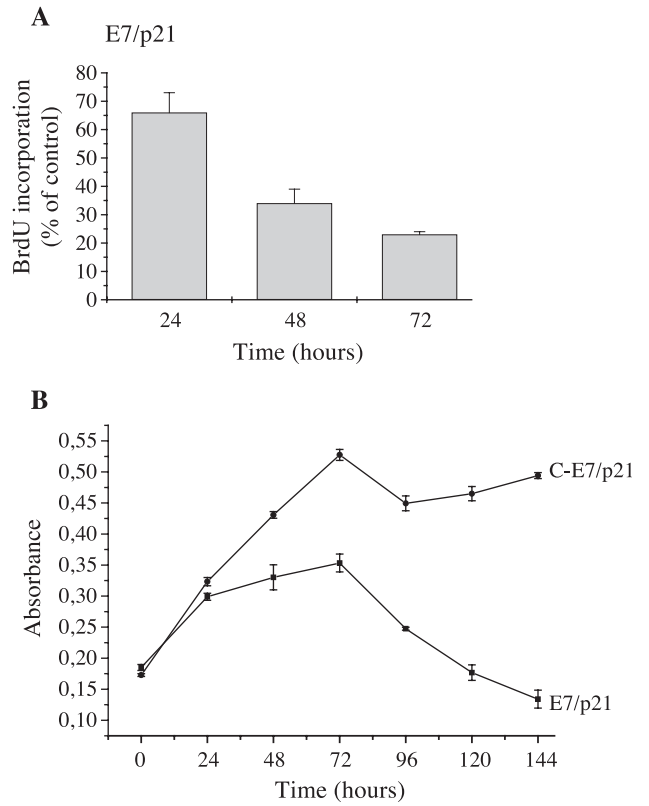 A
E7/p21
BrdU incorporation
(% of control)
80
70
60
50
40
30
20
10
0
24 48 72
Time (hours)
B
Absorbance
0,55
0,50
0,45
0,40
0,35
0,30
0,25
0,20
0,15
0,10
C-E7/p21
E7/p21
0 24 48 72 96 120 144
Time (hours)